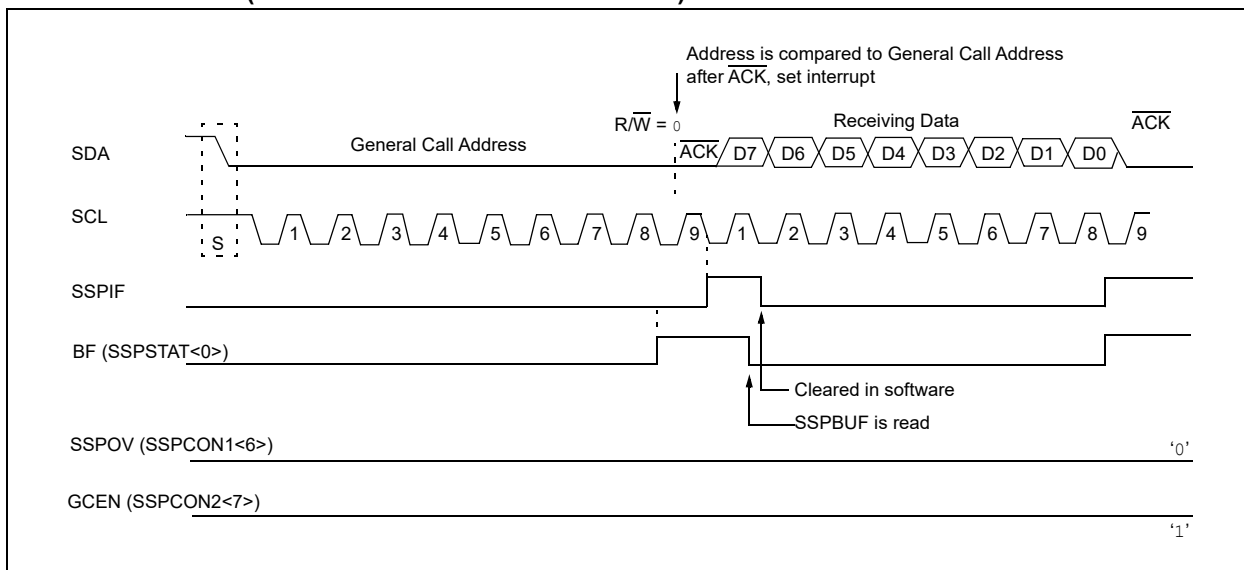 Address is compared to General Call Address
after ACK, set interrupt
R/W = 0
Receiving Data
ACK
SDA
General Call Address
ACK D7 D6 D5 D4 D3 D2 D1 D0
SCL
S
1 2 3 4 5 6 7 8 9 1 2 3 4 5 6 7 8 9
SSPIF
BF (SSPSTAT<0>)
Cleared in software
SSPBUF is read
SSPOV (SSPCON1<6>)
‘0’
GCEN (SSPCON2<7>)
‘1’